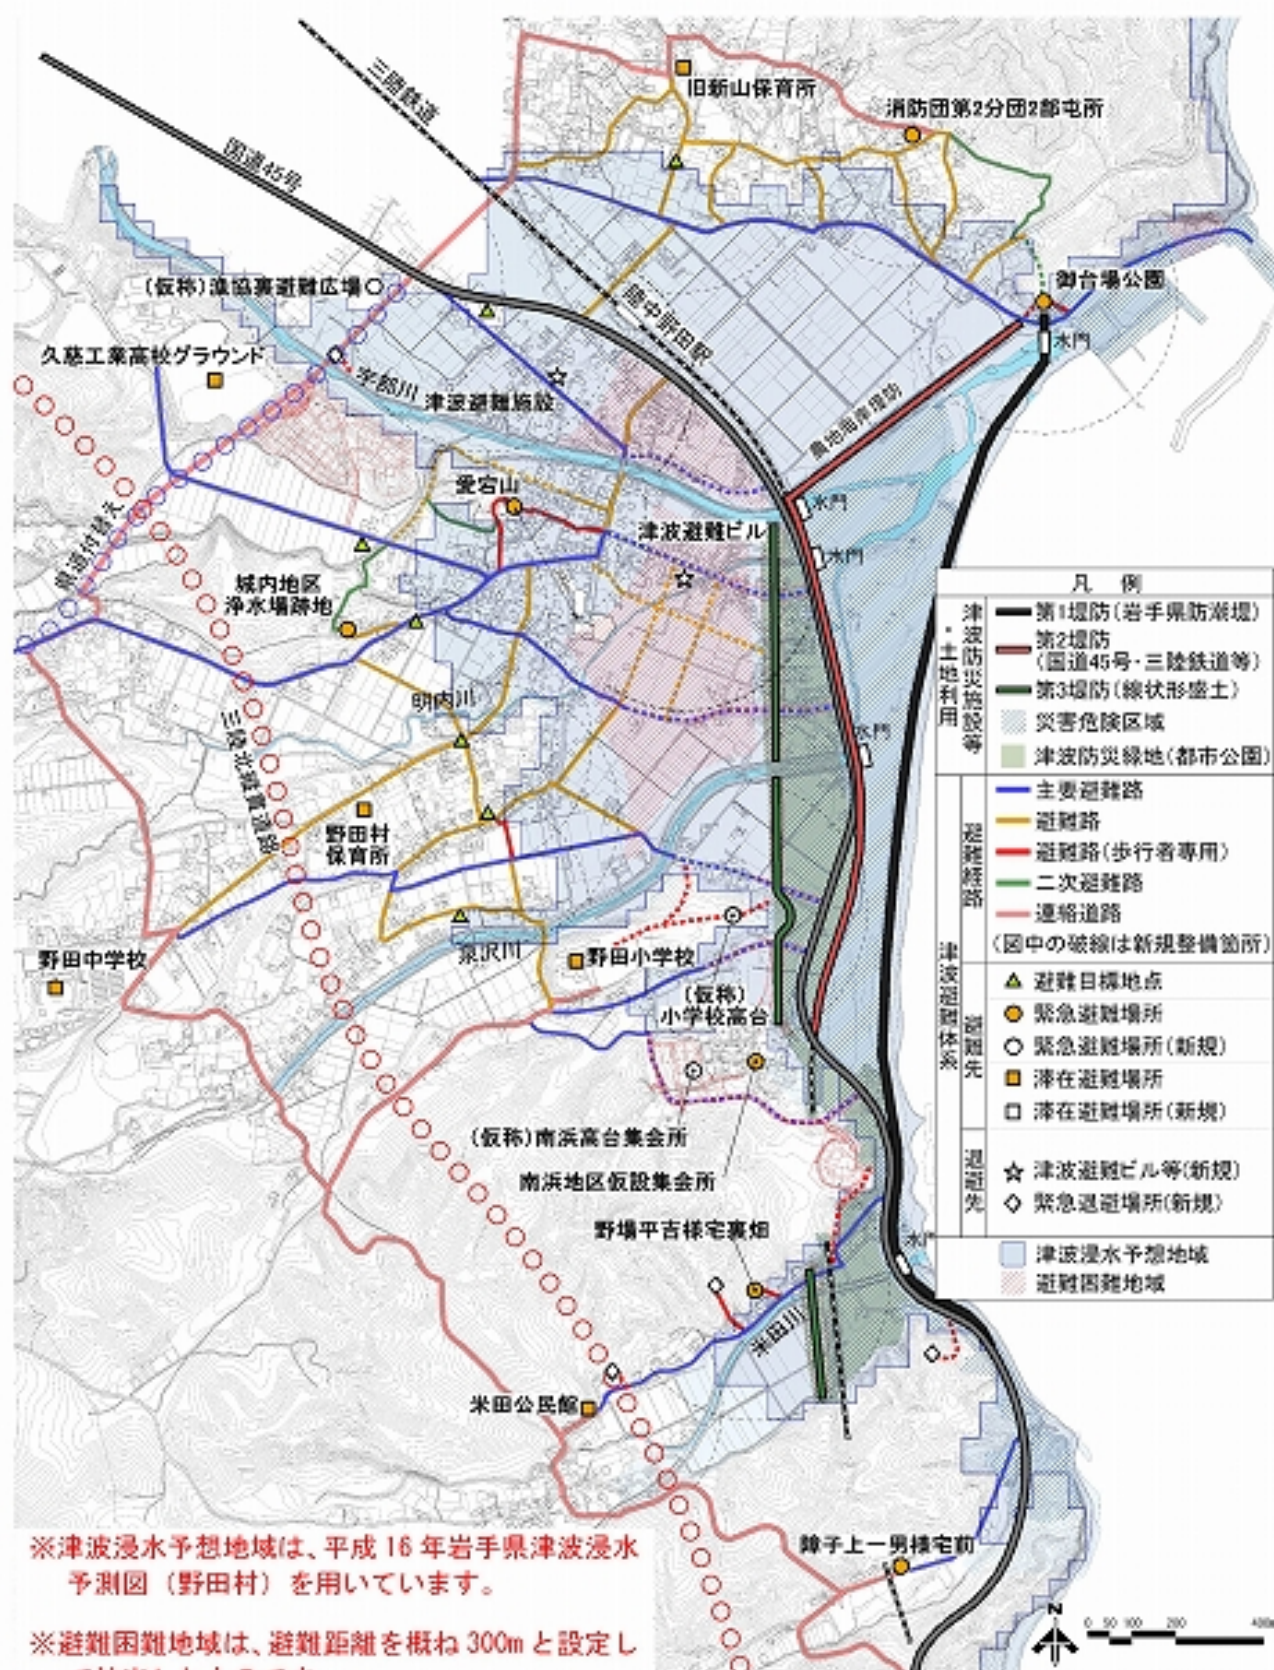 三陸鉄道
旧新山保育所
消防団第2分団2部屯所
国道45号
(仮称)漁協裏避難広場
御台場公園
陸中野田駅
水門
久慈工業高校グラウンド
宇部川
津波避難施設
農地海岸堤防
愛宕山
水門
津波避難ビル
水門
県道付替え
城内地区
浄水場跡地
明内川
三陸北縦貫道路
水門
野田村
保育所
野田中学校
泉沢川
野田小学校
(仮称)
小学校高台
(仮称)南浜高台集会所
南浜地区仮設集会所
野場平吉様宅裏畑
水門
米田川
米田公民館
障子上一男様宅前
凡 例
津波防災施設等・土地利用
第1堤防(岩手県防潮堤)
第2堤防
(国道45号・三陸鉄道等)
第3堤防(線状形盛土)
災害危険区域
津波防災緑地(都市公園)
津波避難体系
避難経路
主要避難路
避難路
避難路(歩行者専用)
二次避難路
連絡道路
(図中の破線は新規整備箇所)
避難先
避難目標地点
緊急避難場所
緊急避難場所(新規)
滞在避難場所
滞在避難場所(新規)
退避先
津波避難ビル等(新規)
緊急退避場所(新規)
津波浸水予想地域
避難困難地域
※津波浸水予想地域は、平成16年岩手県津波浸水
予測図（野田村）を用いています。
※避難困難地域は、避難距離を概ね300mと設定し
N
0 50 100 200 400m